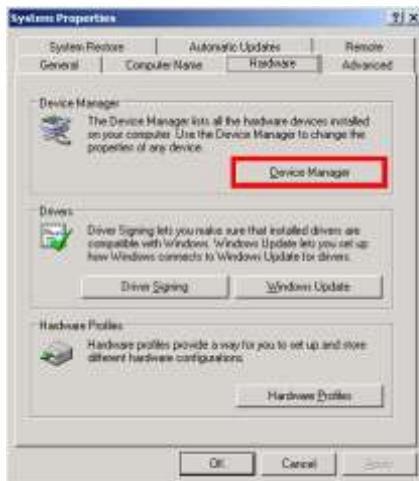 System Properties
System Restore Automatic Updates Remote
General Computer Name Hardware Advanced
Device Manager
The Device Manager lists all the hardware devices installed
on your computer. Use the Device Manager to change the
properties of any device.
Device Manager
Drivers
Driver Signing lets you make sure that installed drivers are
compatible with Windows. Windows Update lets you set up
how Windows connects to Windows Update for drivers.
Driver Signing Windows Update
Hardware Profiles
Hardware profiles provide a way for you to set up and store
different hardware configurations.
Hardware Profiles
OK Cancel Apply